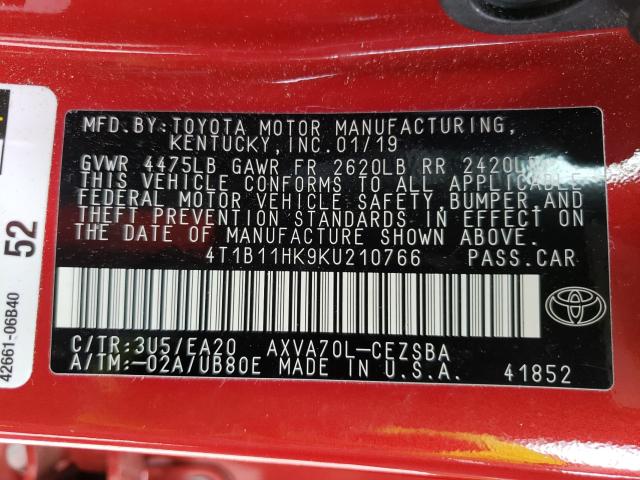 MFD.BY:TOYOTA MOTOR MANUFACTURING,
KENTUCKY, INC.01/19
GVWR 4475LB GAWR FR 2620LB RR
THIS VEHICLE CONFORMS TO ALL APPLICABLE
FEDERAL MOTOR VEHICLE SAFETY, BUMPER, AND
THEFT PREVENTION STANDARDS IN EFFECT ON
THE DATE OF MANUFACTURE SHOWN ABOVE.
4T1B11HK9KU210766 PASS.CAR
C/TR:3U5/EA20 AXVA70L-CEZSBA
A/TM:-02A/UB80E MADE IN U.S.A. 41852
TOYOTA
52
42661-06B40